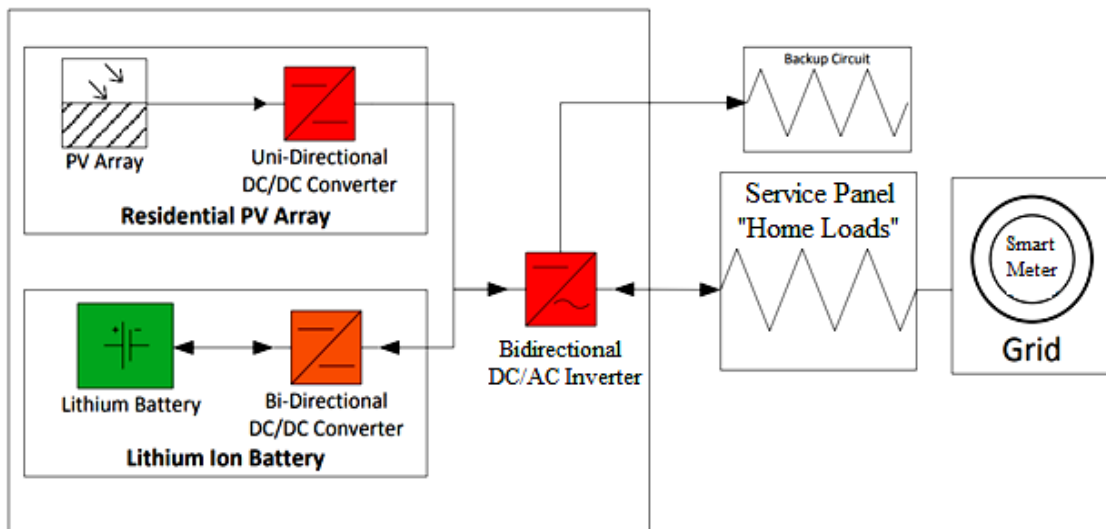 PV Array
Uni-Directional
DC/DC Converter
Residential PV Array
Lithium Battery
Bi-Directional
DC/DC Converter
Lithium Ion Battery
Bidirectional
DC/AC Inverter
Backup Circuit
Service Panel
"Home Loads"
Smart
Meter
Grid